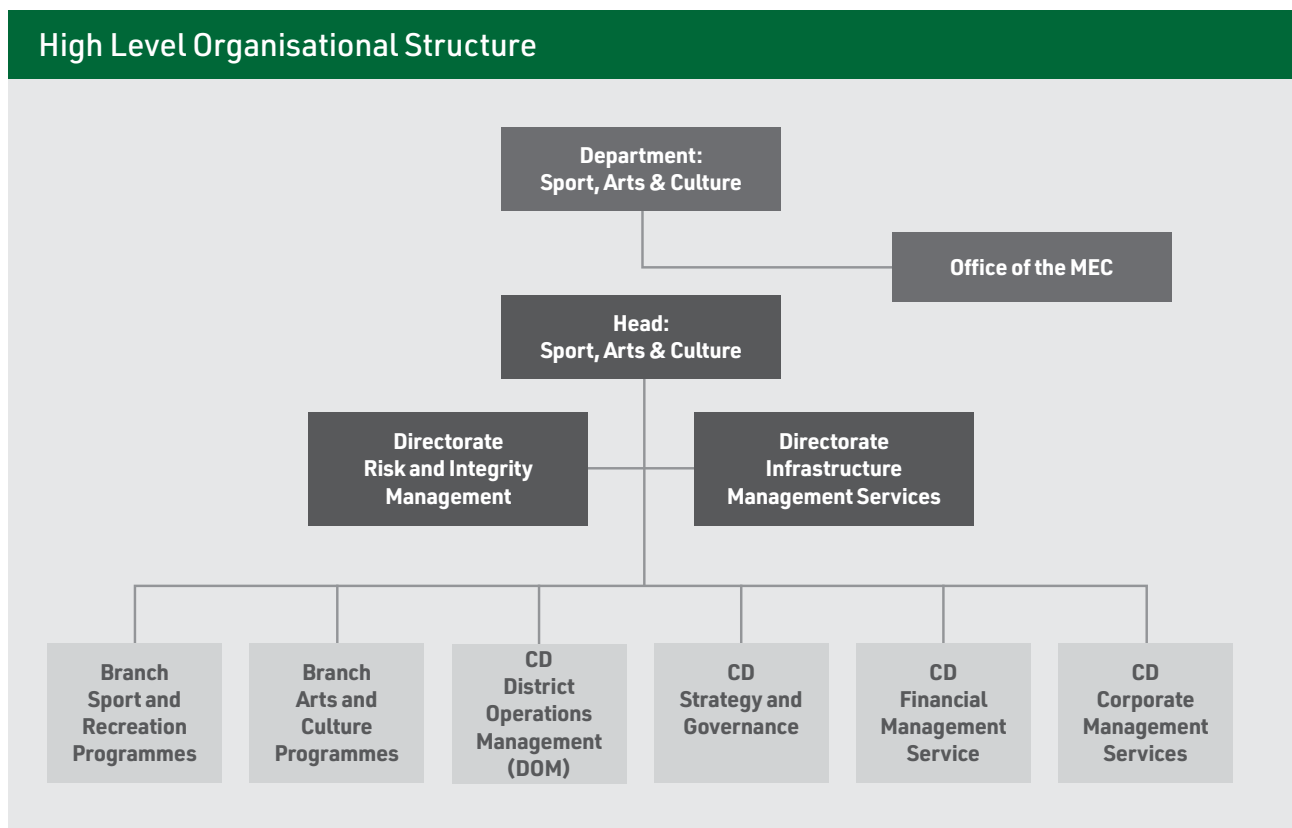 High Level Organisational Structure
Department:
Sport, Arts & Culture
Office of the MEC
Head:
Sport, Arts & Culture
Directorate
Risk and Integrity
Management
Directorate
Infrastructure
Management Services
Branch
Sport and
Recreation
Programmes
Branch
Arts and
Culture
Programmes
CD
District
Operations
Management
(DOM)
CD
Strategy and
Governance
CD
Financial
Management
Service
CD
Corporate
Management
Services